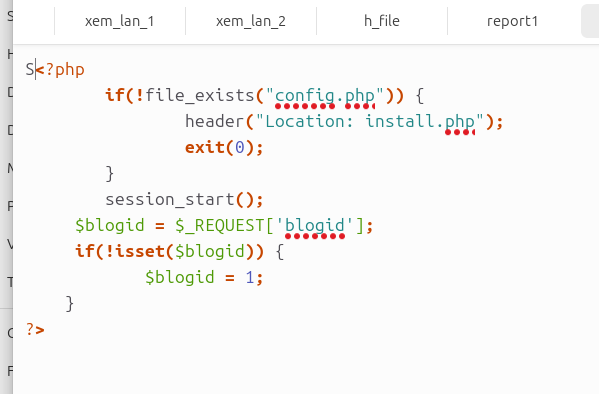 S
H
D
D
M
P
V
T
C
F
xem_lan_1 xem_lan_2 h_file report1
S<?php
if(!file_exists("config.php")) {
header("Location: install.php");
exit(0);
}
session_start();
$blogid = $_REQUEST['blogid'];
if(!isset($blogid)) {
$blogid = 1;
}
?>